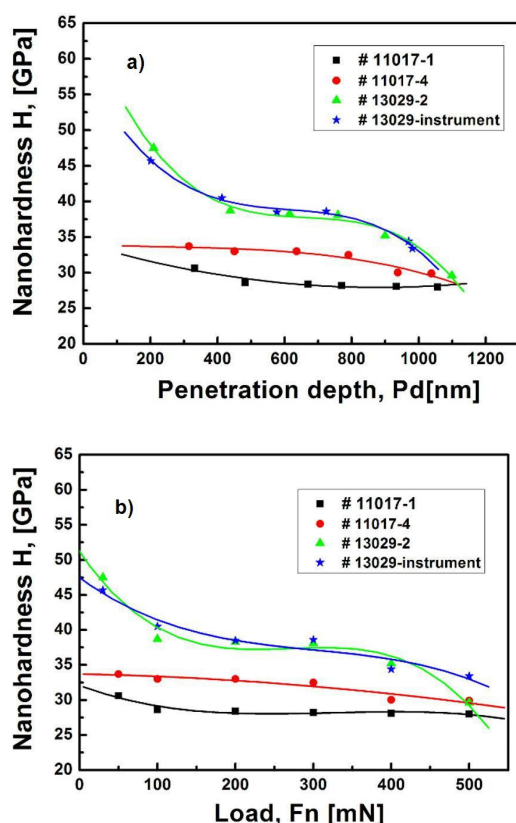 65
60
55
50
45
40
35
30
25
20
Nanohardness H, [GPa]
a)
# 11017-1
# 11017-4
# 13029-2
# 13029-instrument
0 200 400 600 800 1000 1200
Penetration depth, Pd[nm]
65
60
55
50
45
40
35
30
25
20
Nanohardness H, [GPa]
b)
# 11017-1
# 11017-4
# 13029-2
# 13029-instrument
0 100 200 300 400 500
Load, Fn [mN]